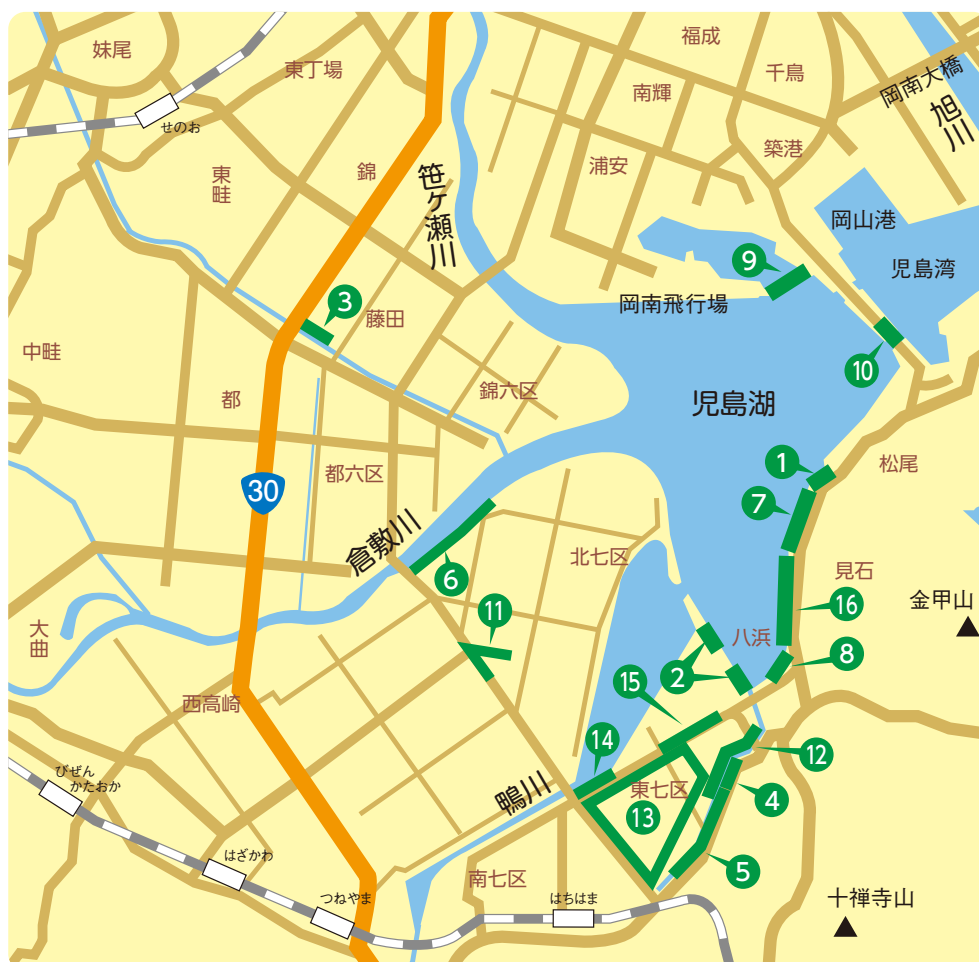 福成
妹尾
東丁場
千鳥
岡南大橋
南輝
旭川
せのお
築港
錦
浦安
東畦
笹ヶ瀬川
岡山港
児島湾
9
岡南飛行場
3
藤田
中畦
10
都
錦六区
児島湖
1
松尾
都六区
30
7
倉敷川
北七区
6
見石
16
金甲山
11
大曲
八浜
8
2
15
西高崎
14
12
びぜん
かたおか
鴨川
東七区
13
4
はざかわ
5
南七区
つねやま
はちはま
十禅寺山